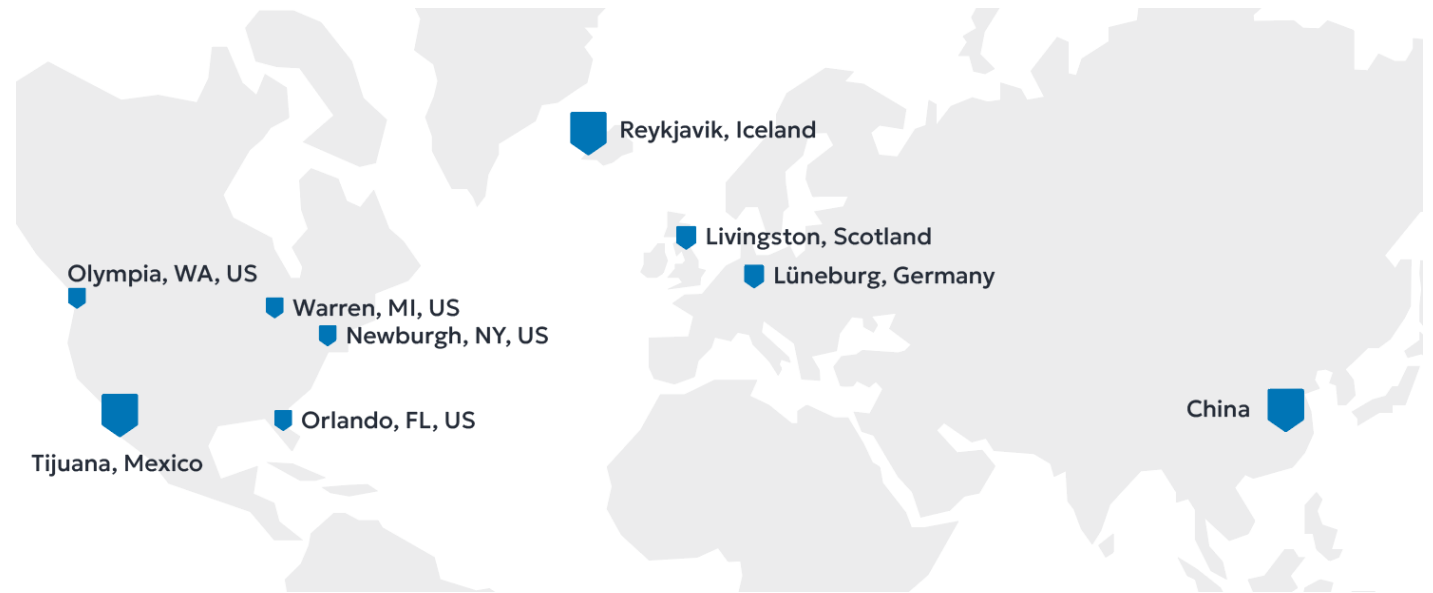 Reykjavik, Iceland
Livingston, Scotland
Olympia, WA, US
Lüneburg, Germany
Warren, MI, US
Newburgh, NY, US
China
Orlando, FL, US
Tijuana, Mexico